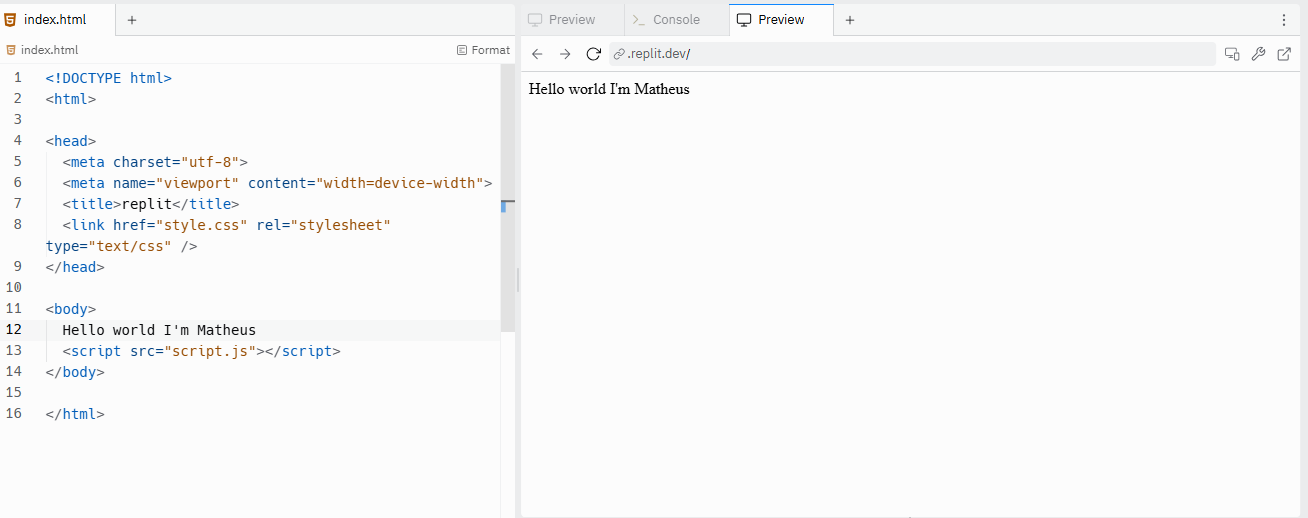 index.html
index.html
Format
1 <!DOCTYPE html>
2 <html>
3
4 <head>
5 <meta charset="utf-8">
6 <meta name="viewport" content="width=device-width">
7 <title>replit</title>
8 <link href="style.css" rel="stylesheet"
type="text/css" />
9 </head>
10
11 <body>
12 Hello world I'm Matheus
13 <script src="script.js"></script>
14 </body>
15
16 </html>
Preview
Console
Preview
.replit.dev/
Hello world I'm Matheus